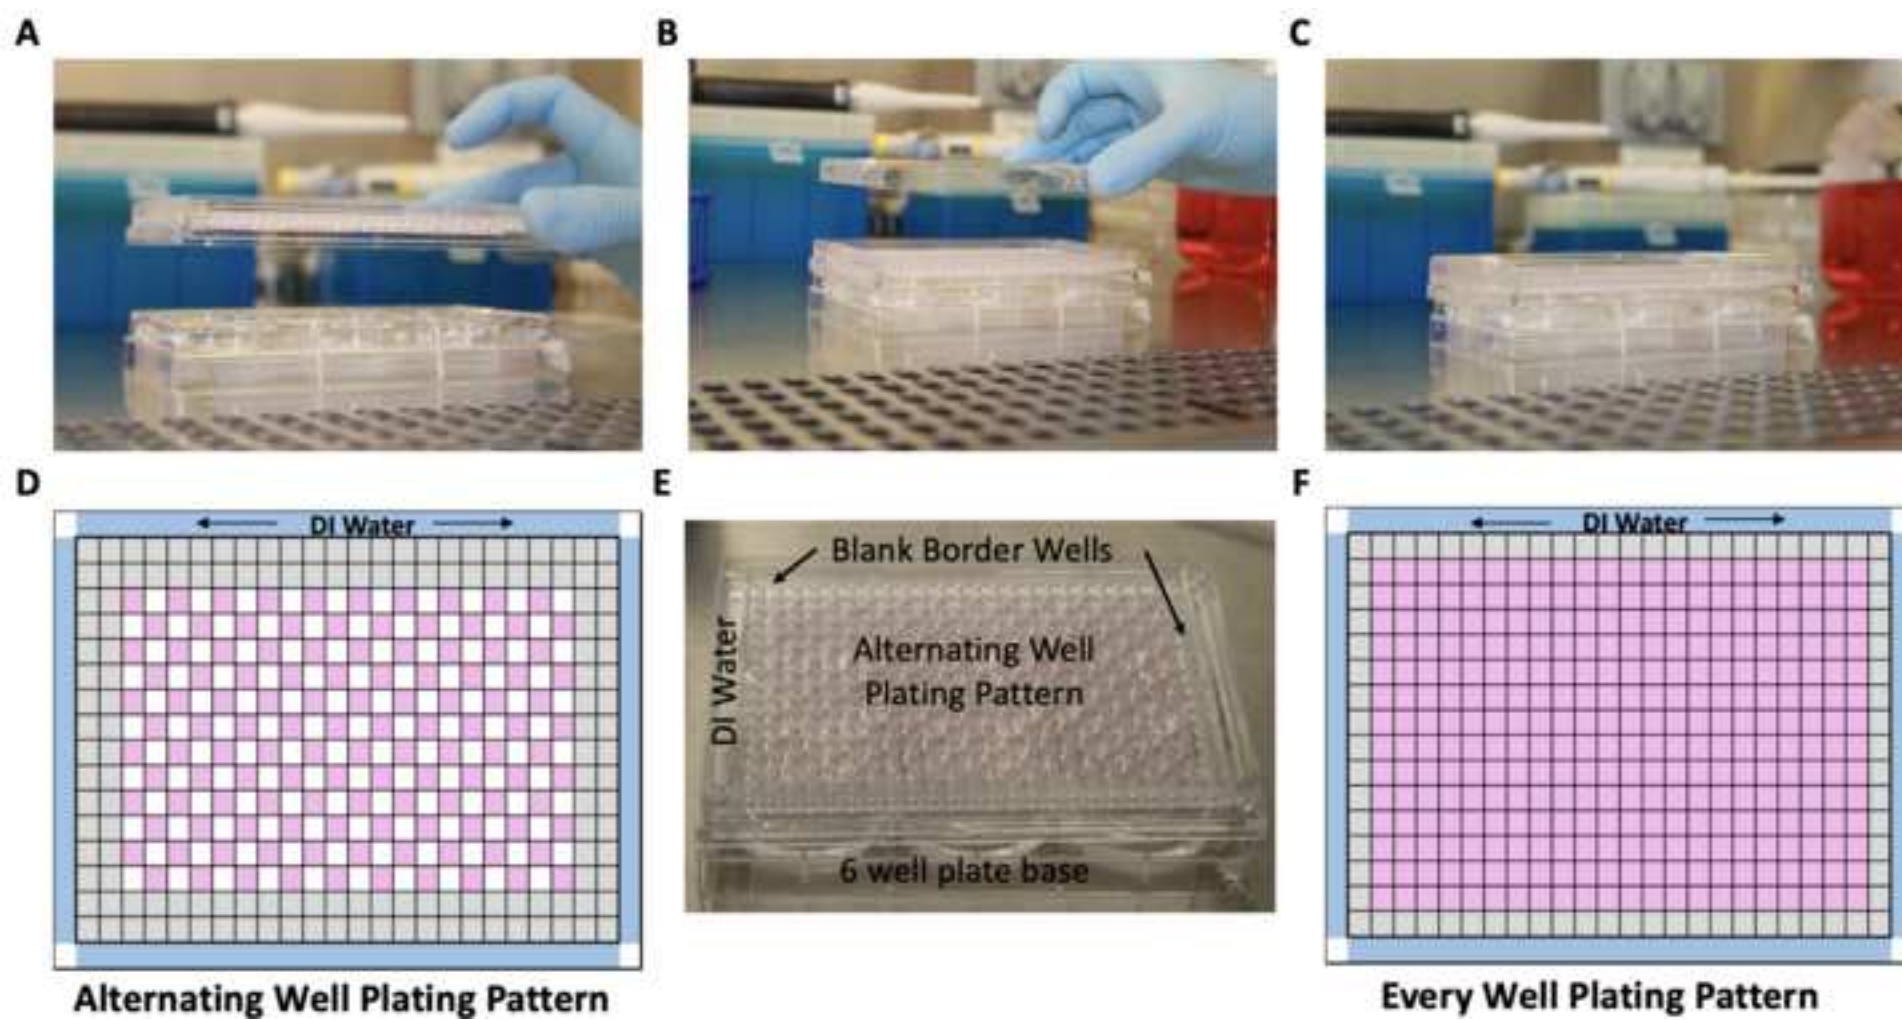 A
B
C
D
E
F
DI Water
Blank Border Wells
DI Water
Alternating Well
Plating Pattern
6 well plate base
DI Water
Alternating Well Plating Pattern
Every Well Plating Pattern